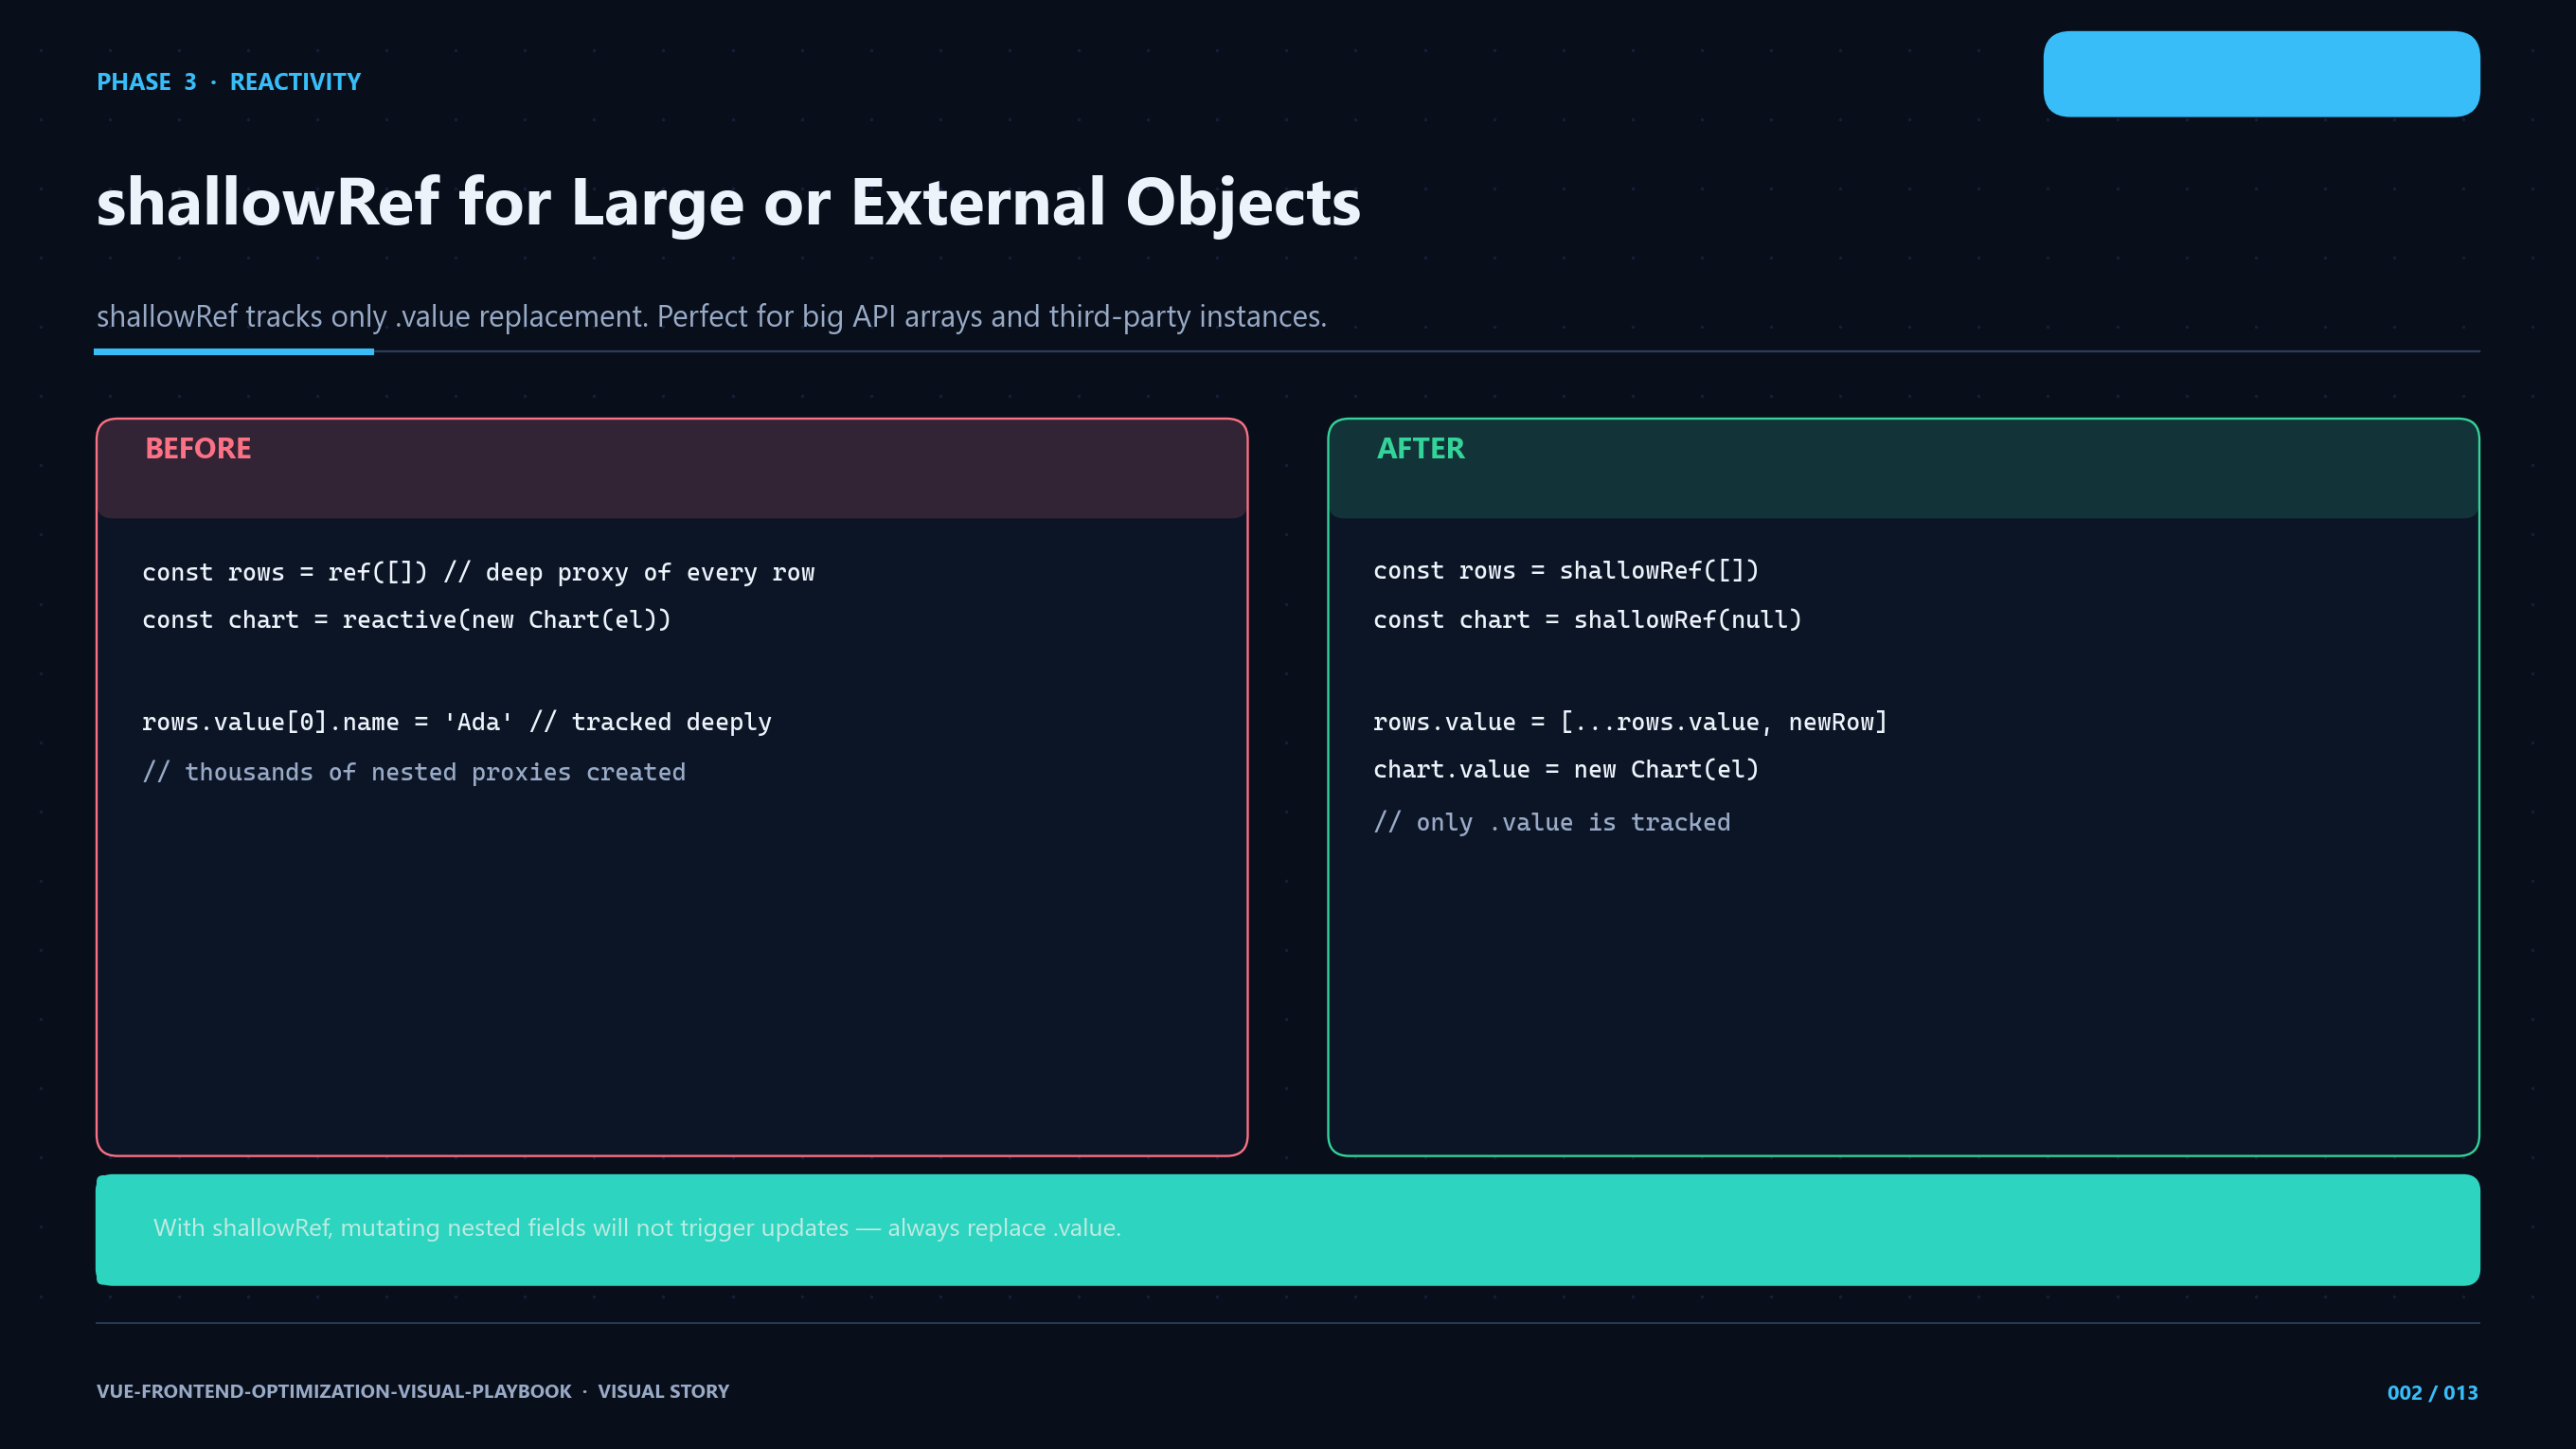 PHASE 3 · REACTIVITY
shallowRef for Large or External Objects
shallowRef tracks only .value replacement. Perfect for big API arrays and third-party instances.
BEFORE
const rows = ref([]) // deep proxy of every row
const chart = reactive(new Chart(el))
rows.value[0].name = 'Ada' // tracked deeply
// thousands of nested proxies created
AFTER
const rows = shallowRef([])
const chart = shallowRef(null)
rows.value = [...rows.value, newRow]
chart.value = new Chart(el)
// only .value is tracked
With shallowRef, mutating nested fields will not trigger updates — always replace .value.
VUE-FRONTEND-OPTIMIZATION-VISUAL-PLAYBOOK · VISUAL STORY
002 / 013